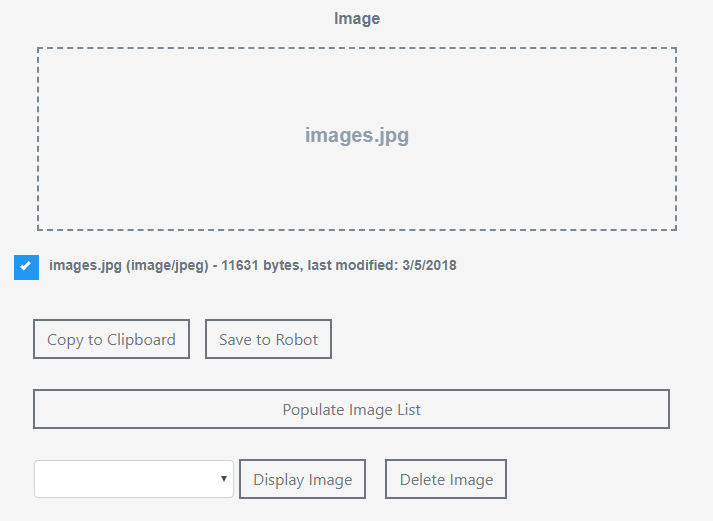 Image
images.jpg
images.jpg (image/jpeg) - 11631 bytes, last modified: 3/5/2018
Copy to Clipboard Save to Robot
Populate Image List
Display Image Delete Image